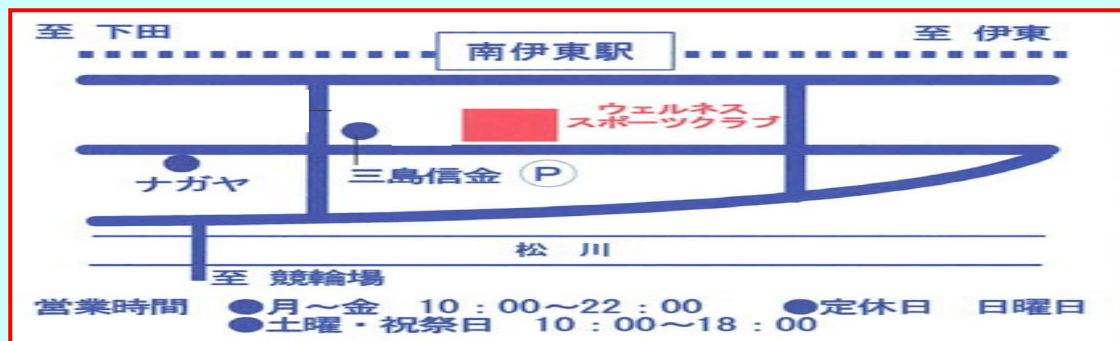 至 下田
至 伊東
南伊東駅
ウェルネス
スポーツクラブ
三島信金 P
ナガヤ
松 川
至 競輪場
営業時間 ●月～金 10:00～22:00 ●定休日 日曜日
●土曜・祝祭日 10:00～18:00